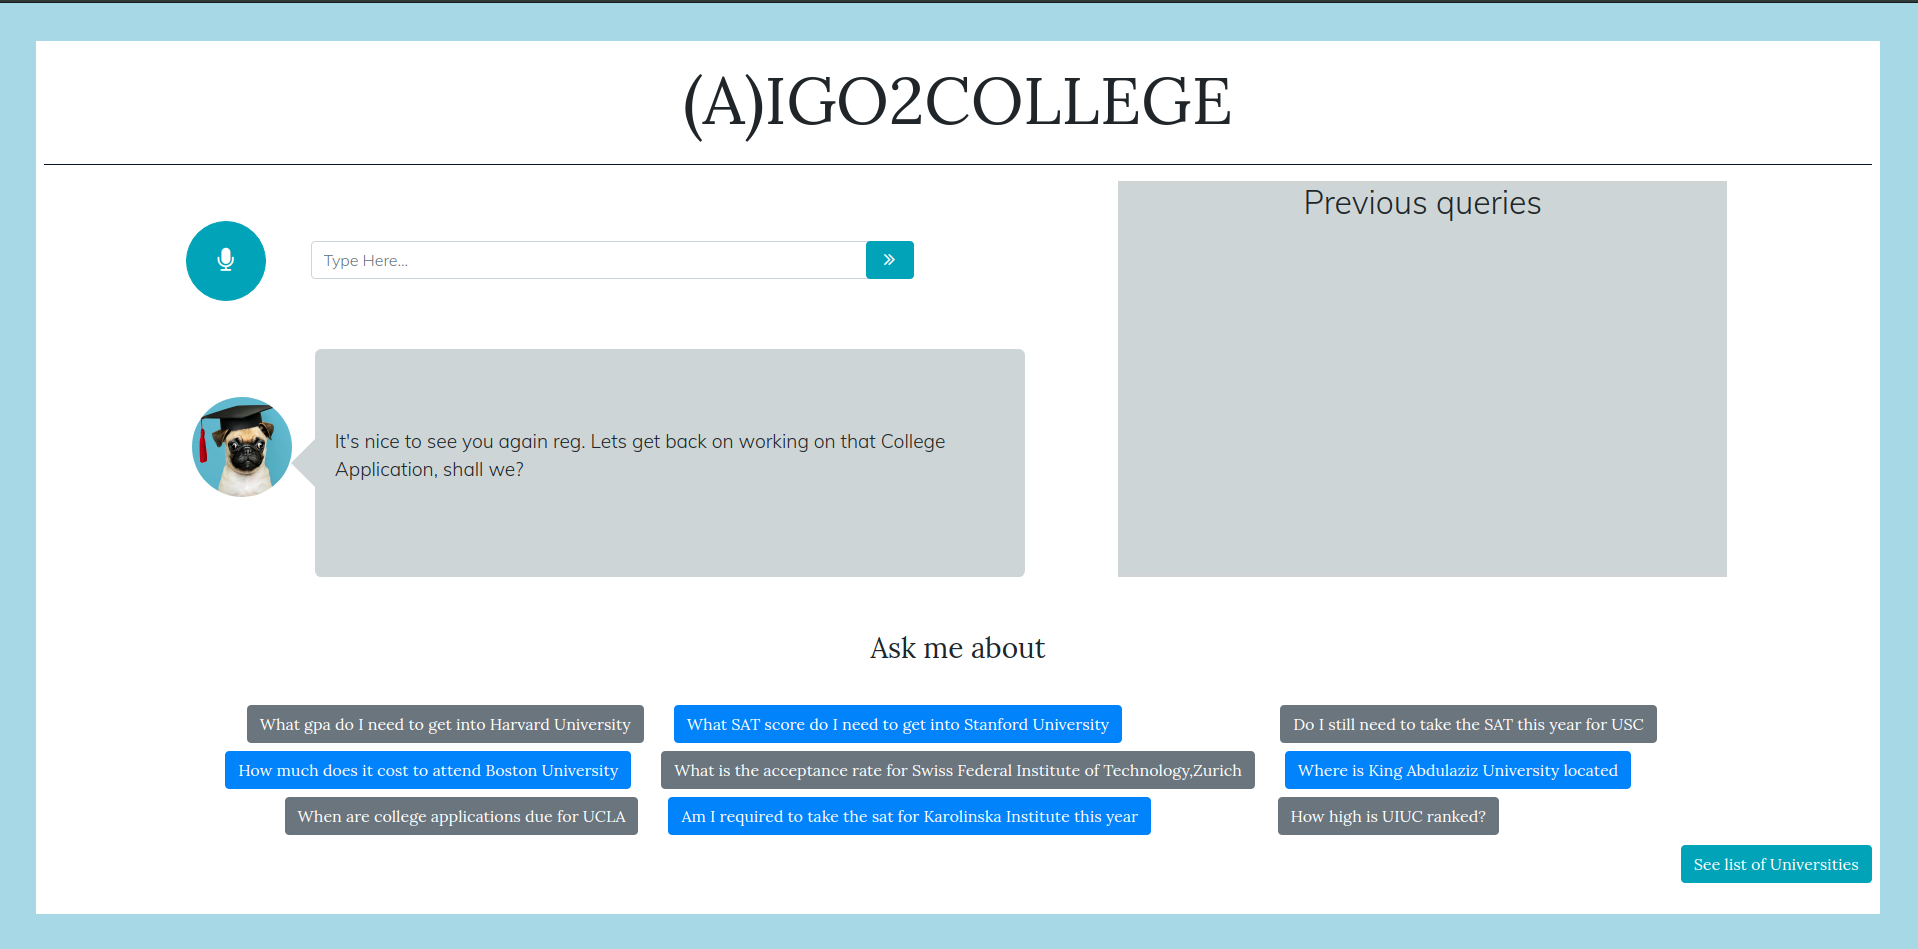 (A)IGO2COLLEGE
Type Here...
Previous queries
It's nice to see you again reg. Lets get back on working on that College
Application, shall we?
Ask me about
What gpa do I need to get into Harvard University
What SAT score do I need to get into Stanford University
Do I still need to take the SAT this year for USC
How much does it cost to attend Boston University
What is the acceptance rate for Swiss Federal Institute of Technology,Zurich
Where is King Abdulaziz University located
When are college applications due for UCLA
Am I required to take the sat for Karolinska Institute this year
How high is UIUC ranked?
See list of Universities